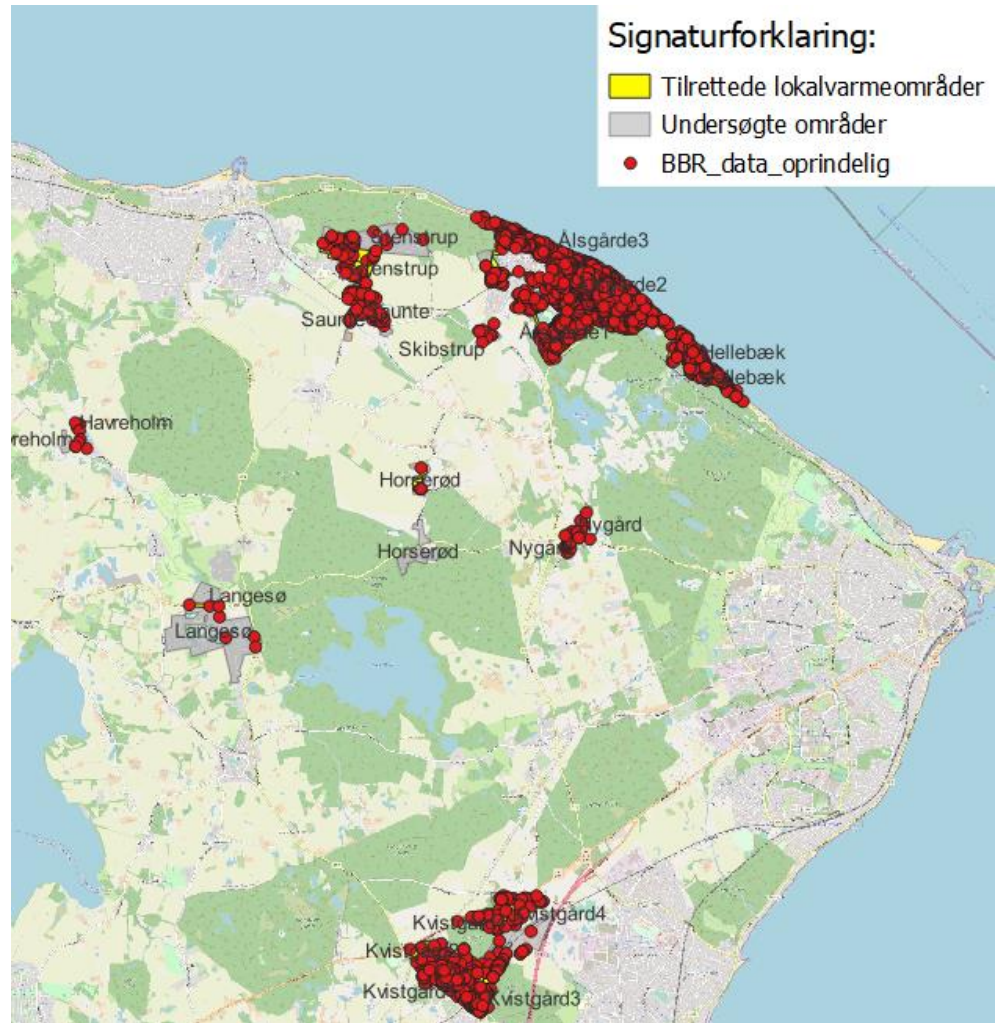 Signaturforklaring:
Tilrettede lokalvarmeområder
Undersøgte områder
BBR_data_oprindelig
Ålsgårde3
Skibstrup
Hellebæk
Havreholm
Horserød
Horserød
Nygård
Langesø
Langesø
Kvistgård4
Kvistgård3